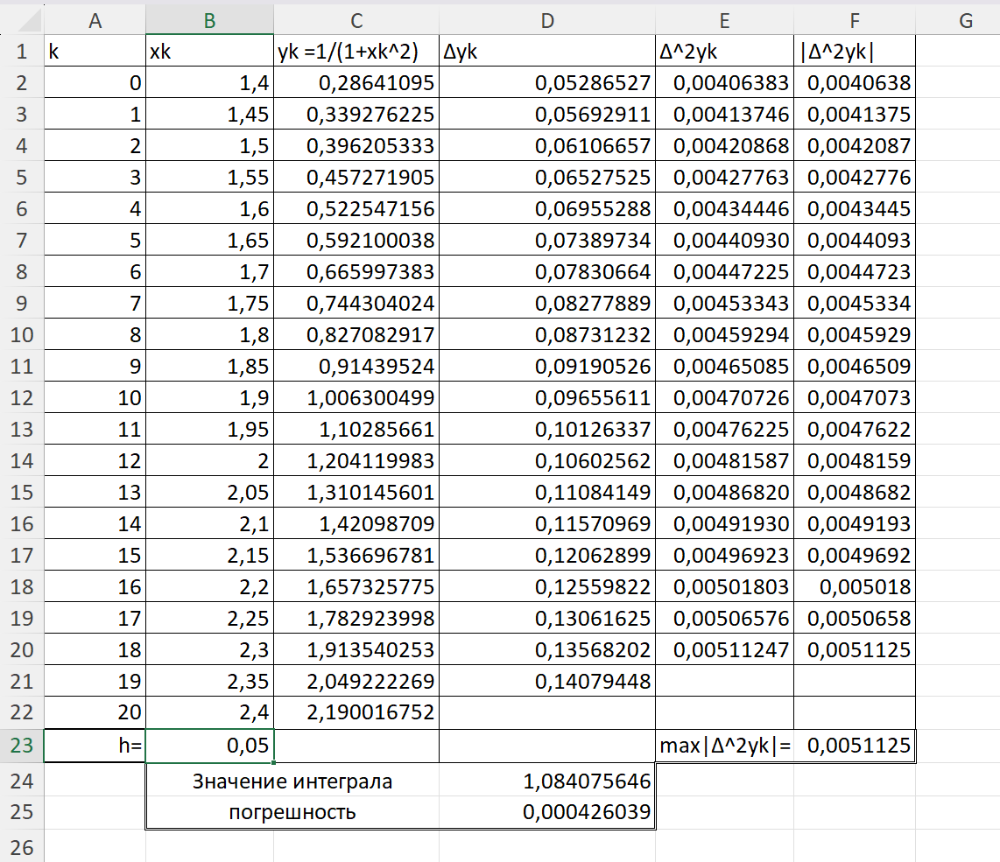 A B C D E F G
1 k xk yk =1/(1+xk^2) Δyk Δ^2yk |Δ^2yk|
2 0 1,4 0,28641095 0,05286527 0,00406383 0,0040638
3 1 1,45 0,339276225 0,05692911 0,00413746 0,0041375
4 2 1,5 0,396205333 0,06106657 0,00420868 0,0042087
5 3 1,55 0,457271905 0,06527525 0,00427763 0,0042776
6 4 1,6 0,522547156 0,06955288 0,00434446 0,0043445
7 5 1,65 0,592100038 0,07389734 0,00440930 0,0044093
8 6 1,7 0,665997383 0,07830664 0,00447225 0,0044723
9 7 1,75 0,744304024 0,08277889 0,00453343 0,0045334
10 8 1,8 0,827082917 0,08731232 0,00459294 0,0045929
11 9 1,85 0,91439524 0,09190526 0,00465085 0,0046509
12 10 1,9 1,006300499 0,09655611 0,00470726 0,0047073
13 11 1,95 1,10285661 0,10126337 0,00476225 0,0047622
14 12 2 1,204119983 0,10602562 0,00481587 0,0048159
15 13 2,05 1,310145601 0,11084149 0,00486820 0,0048682
16 14 2,1 1,42098709 0,11570969 0,00491930 0,0049193
17 15 2,15 1,536696781 0,12062899 0,00496923 0,0049692
18 16 2,2 1,657325775 0,12559822 0,00501803 0,005018
19 17 2,25 1,782923998 0,13061625 0,00506576 0,0050658
20 18 2,3 1,913540253 0,13568202 0,00511247 0,0051125
21 19 2,35 2,049222269 0,14079448
22 20 2,4 2,190016752
23 h= 0,05 max|Δ^2yk|= 0,0051125
24 Значение интеграла 1,084075646
25 погрешность 0,000426039
26